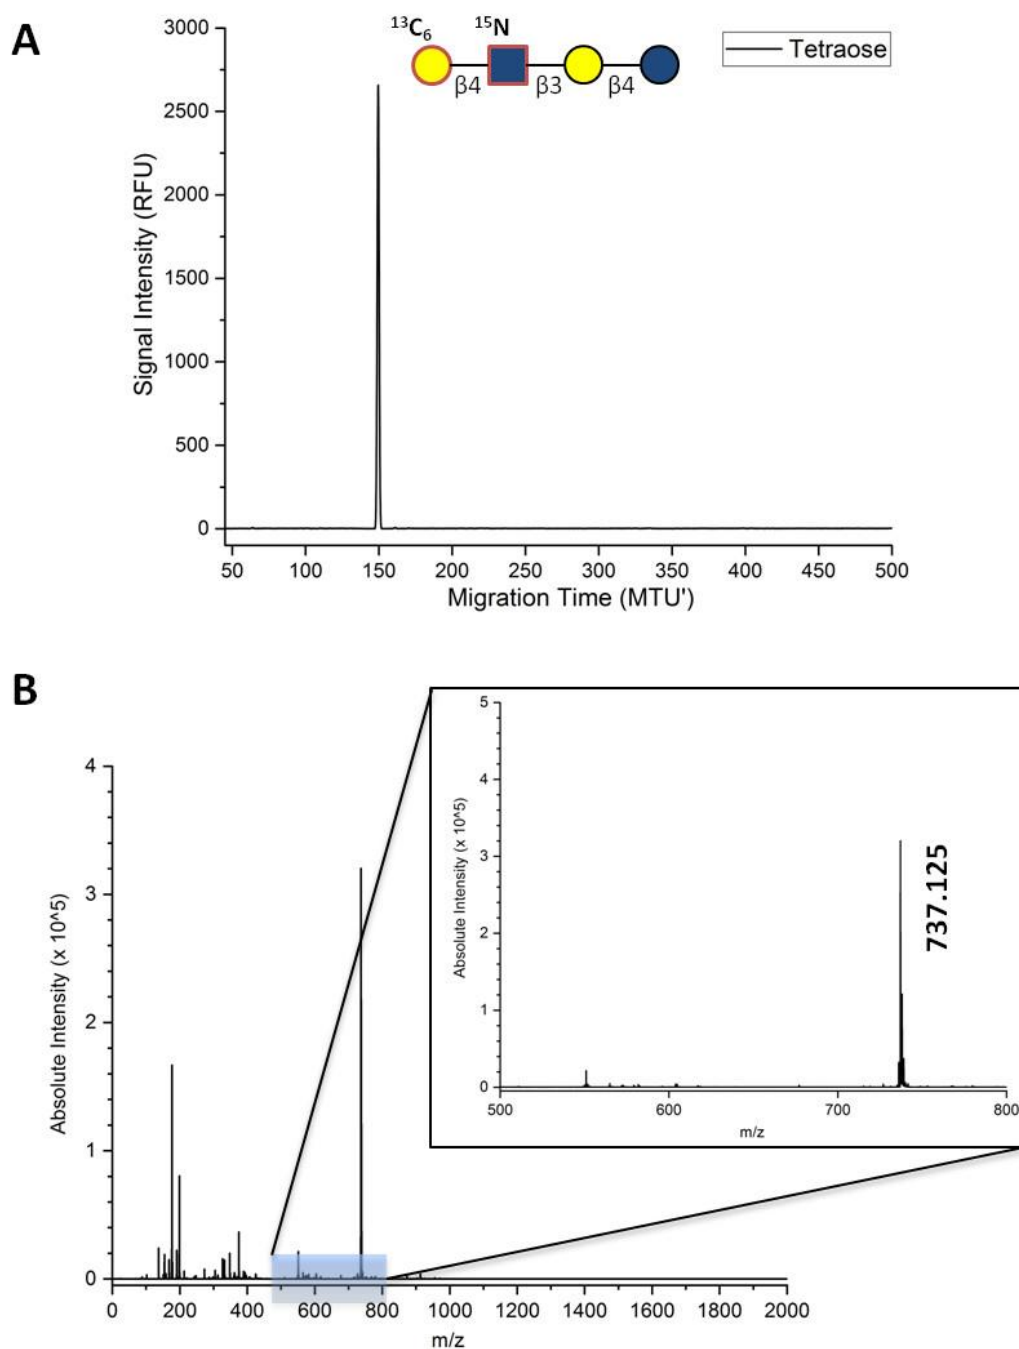 A
¹³C₆ ¹⁵N
β4 β3 β4
Tetraose
3000
2500
2000
1500
1000
500
0
Signal Intensity (RFU)
50 100 150 200 250 300 350 400 450 500
Migration Time (MTU')
B
4
3
2
1
0
Absolute Intensity (x 10^5)
0 200 400 600 800 1000 1200 1400 1600 1800 2000
m/z
5
4
3
2
1
0
Absolute Intensity (x 10^5)
737.125
500 600 700 800
m/z